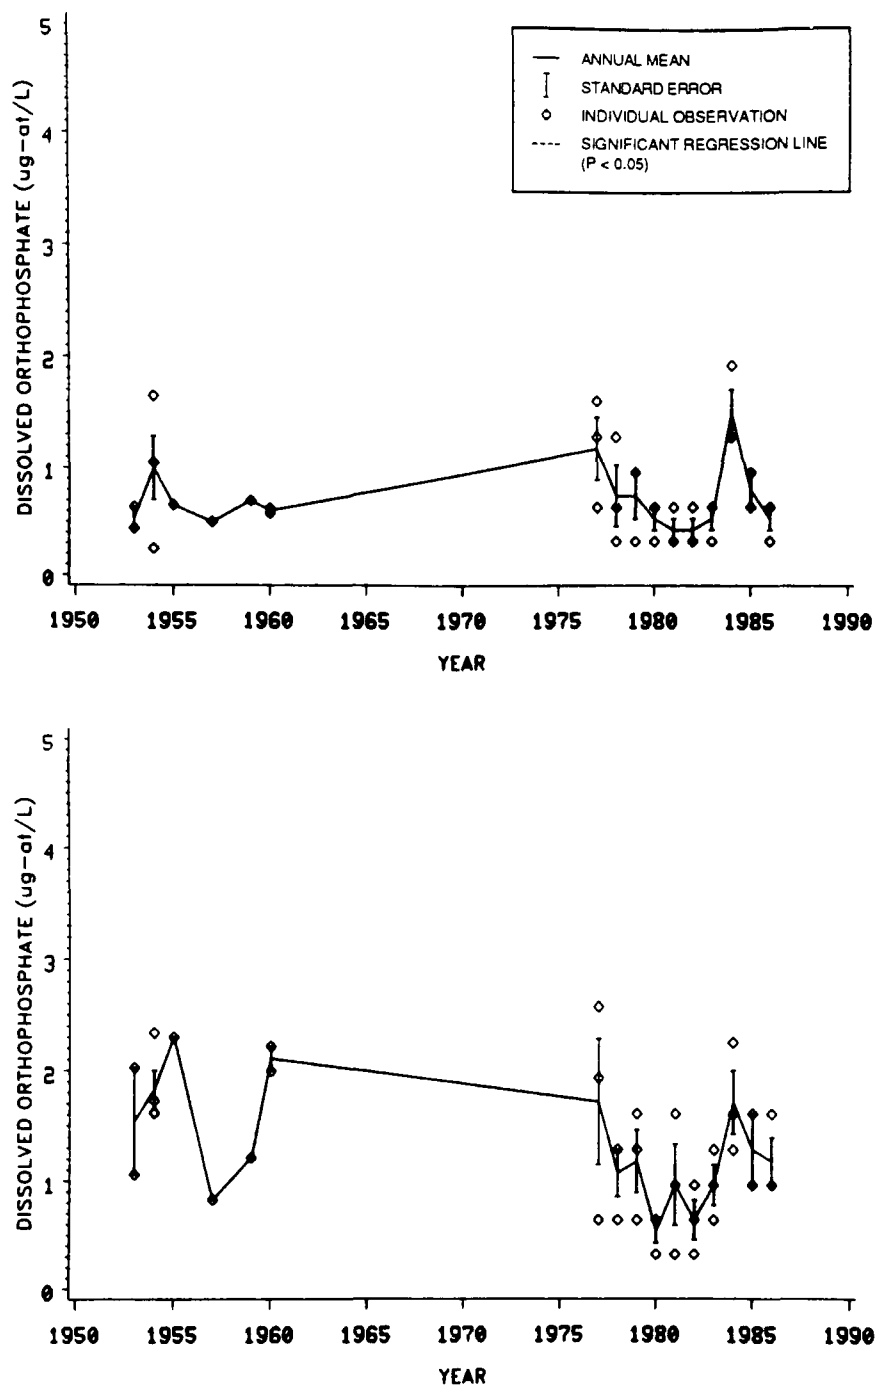 5
4
3
2
1
0
DISSOLVED ORTHOPHOSPHATE (ug-at/L)
ANNUAL MEAN
STANDARD ERROR
INDIVIDUAL OBSERVATION
SIGNIFICANT REGRESSION LINE
(P < 0.05)
1950 1955 1960 1965 1970 1975 1980 1985 1990
YEAR
5
4
3
2
1
0
DISSOLVED ORTHOPHOSPHATE (ug-at/L)
1950 1955 1960 1965 1970 1975 1980 1985 1990
YEAR